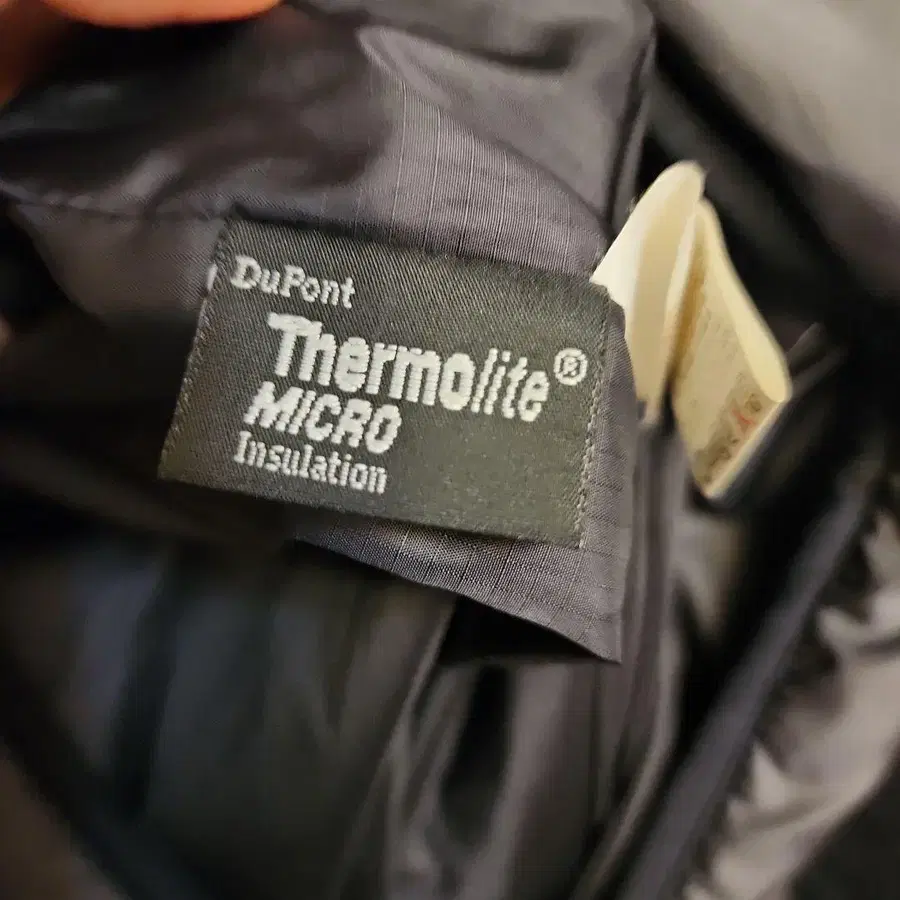 DuPont
Thermolite®
MICRO
Insulation